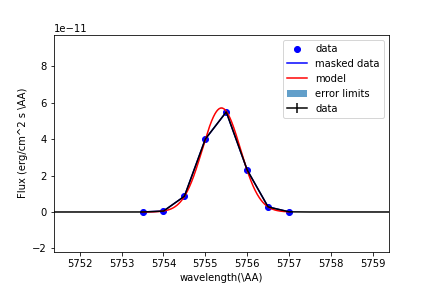 1e−11
data
masked data
model
error limits
data
8
6
4
2
0
−2
Flux (erg/cm^2 s \AA)
5752 5753 5754 5755 5756 5757 5758 5759
wavelength(\AA)